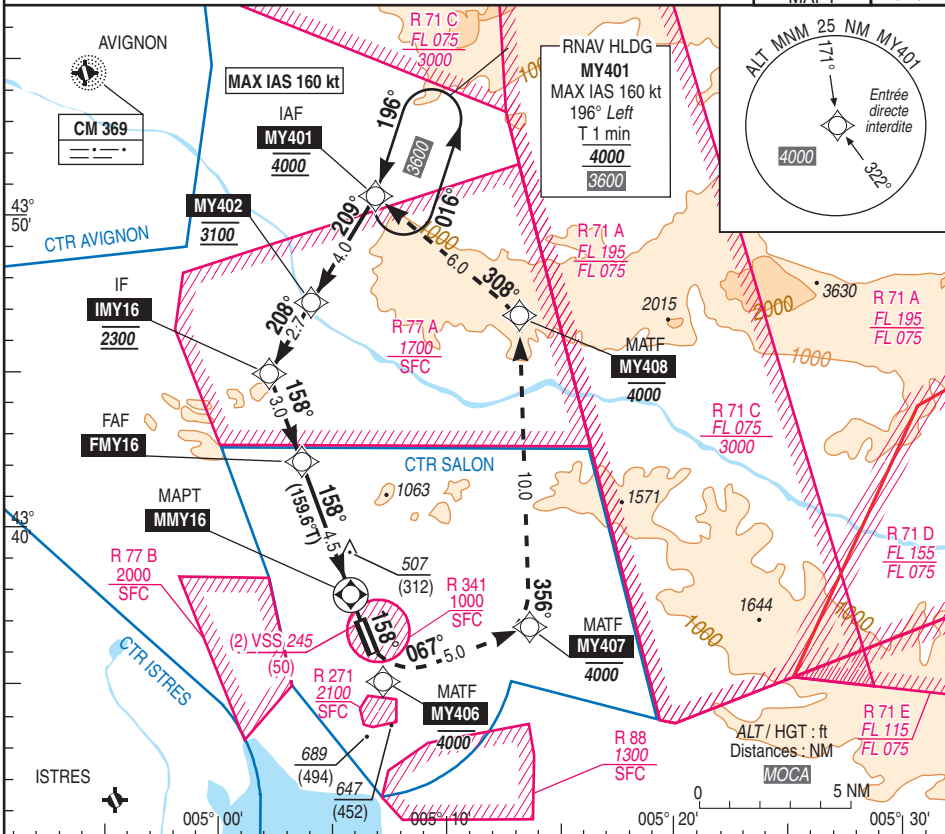 MAPT
AVIGNON
CM 369
MAX IAS 160 kt
IAF
MY401
4000
R 71 C
FL 075
3000
196°
3600
016°
RNAV HLDG
MY401
MAX IAS 160 kt
196° Left
T 1 min
4000
3600
ALT MNM 25 NM MY401
171°
Entrée
directe
interdite
4000
322°
43°
50'
CTR AVIGNON
MY402
3100
209°
4.0
1000
6.0
308°
R 71 A
FL 195
FL 075
IF
IMY16
2300
208°
2.7
R 77 A
1700
SFC
2015
3630
2000
1000
R 71 A
FL 195
FL 075
MATF
MY408
4000
158°
3.0
FAF
FMY16
R 71 C
FL 075
3000
CTR SALON
10.0
158°
(159.6°T)
4.5
1063
1571
MAPT
MMY16
43°
40'
507
(312)
R 77 B
2000
SFC
R 341
1000
SFC
R 71 D
FL 155
FL 075
356°
1644
1000
1000
(2) VSS 245
(50)
158°
067°
5.0
MATF
MY407
4000
CTR ISTRES
R 271
2100
SFC
MATF
MY406
4000
689
(494)
647
(452)
R 88
1300
SFC
ALT / HGT : ft
Distances : NM
MOCA
R 71 E
FL 115
FL 075
ISTRES
0 5 NM
005° 00' 005° 10' 005° 20' 005° 30'